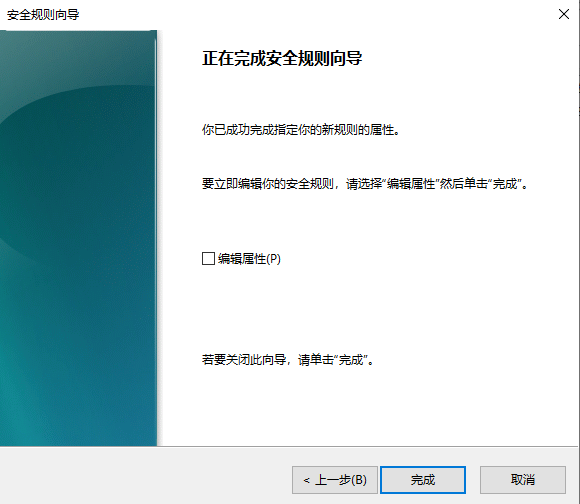 安全规则向导
正在完成安全规则向导
你已成功完成指定你的新规则的属性。
要立即编辑你的安全规则，请选择“编辑属性”然后单击“完成”。
编辑属性(P)
若要关闭此向导，请单击“完成”。
< 上一步(B)
完成
取消